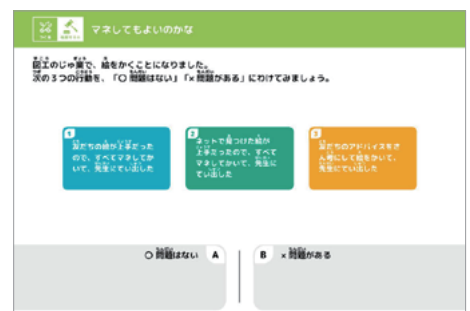 マネしてもよいのかな
図工のじゅ業で、絵をかくことになりました。
次の3つの行動を、「○ 問題はない」「× 問題がある」にわけてみましょう。
1
友だちの絵が上手だった
ので、すべてマネしてか
いて、先生にてい出した
2
ネットで見つけた絵が
上手だったので、すべて
マネしてかいて、先生に
てい出した
3
友だちのアドバイスをさ
ん考にして絵をかいて、
先生にてい出した
○ 問題はない A
B × 問題がある